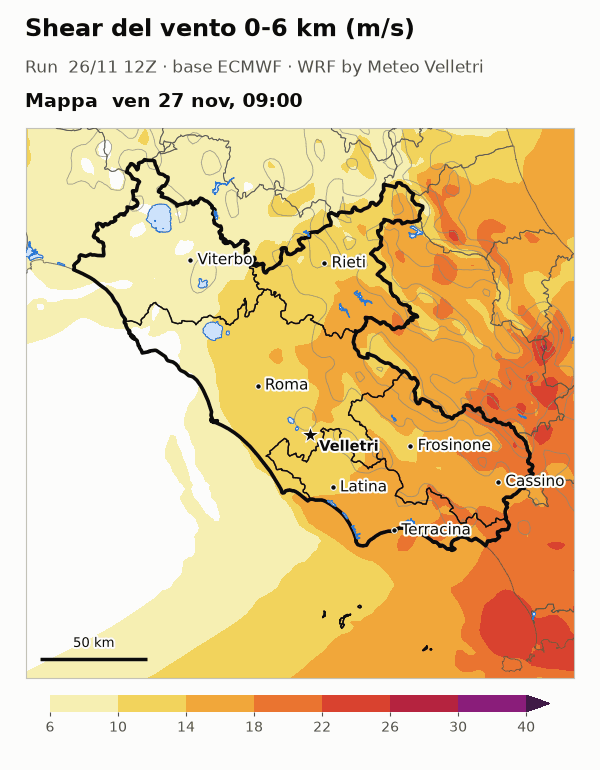 Shear del vento 0-6 km (m/s)
Run  26/11 12Z · base ECMWF · WRF by Meteo Velletri
Mappa  ven 27 nov, 09:00
Viterbo
Rieti
Roma
Velletri
Frosinone
Latina
Cassino
Terracina
50 km
6 10 14 18 22 26 30 40